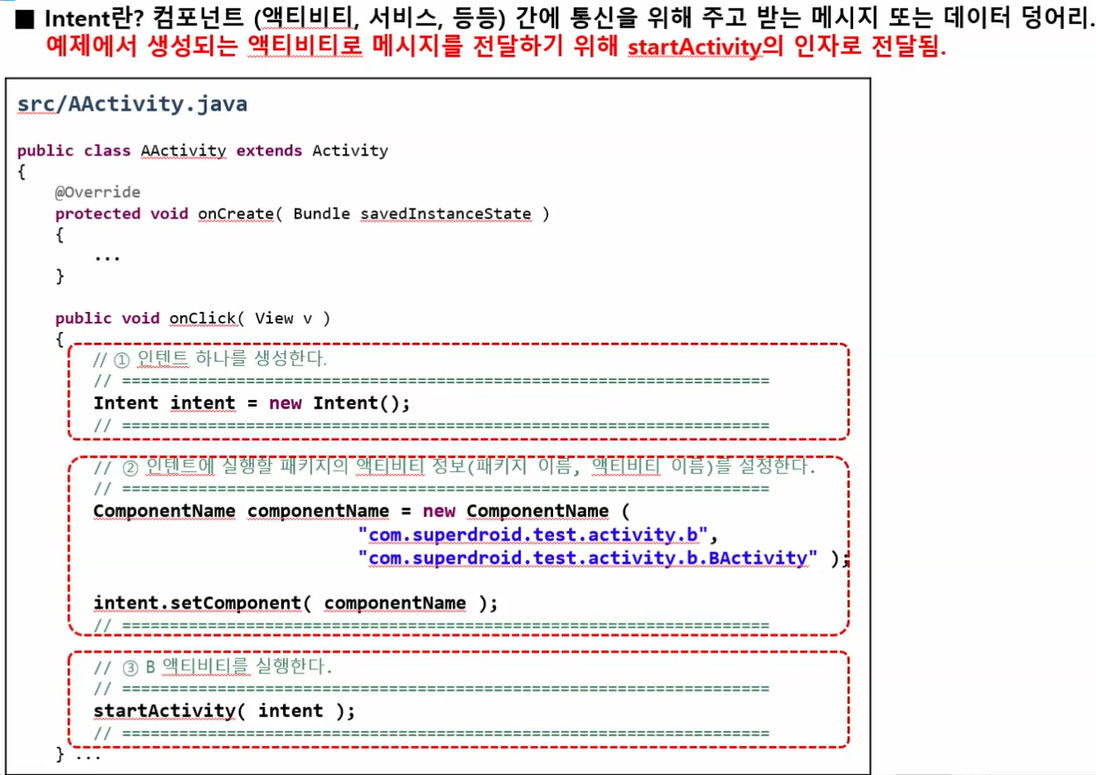 ■ Intent란? 컴포넌트 (액티비티, 서비스, 등등) 간에 통신을 위해 주고 받는 메시지 또는 데이터 덩어리.
예제에서 생성되는 액티비티로 메시지를 전달하기 위해 startActivity의 인자로 전달됨.
src/AActivity.java
public class AActivity extends Activity
{
@Override
protected void onCreate( Bundle savedInstanceState )
{
...
}
public void onClick( View v )
{
// ① 인텐트 하나를 생성한다.
// ====================================================================
Intent intent = new Intent();
// ====================================================================
// ② 인텐트에 실행할 패키지의 액티비티 정보(패키지 이름, 액티비티 이름)를 설정한다.
// ====================================================================
ComponentName componentName = new ComponentName (
"com.superdroid.test.activity.b",
"com.superdroid.test.activity.b.BActivity" );
intent.setComponent( componentName );
// ====================================================================
// ③ B 액티비티를 실행한다.
// ====================================================================
startActivity( intent );
// ====================================================================
} ...